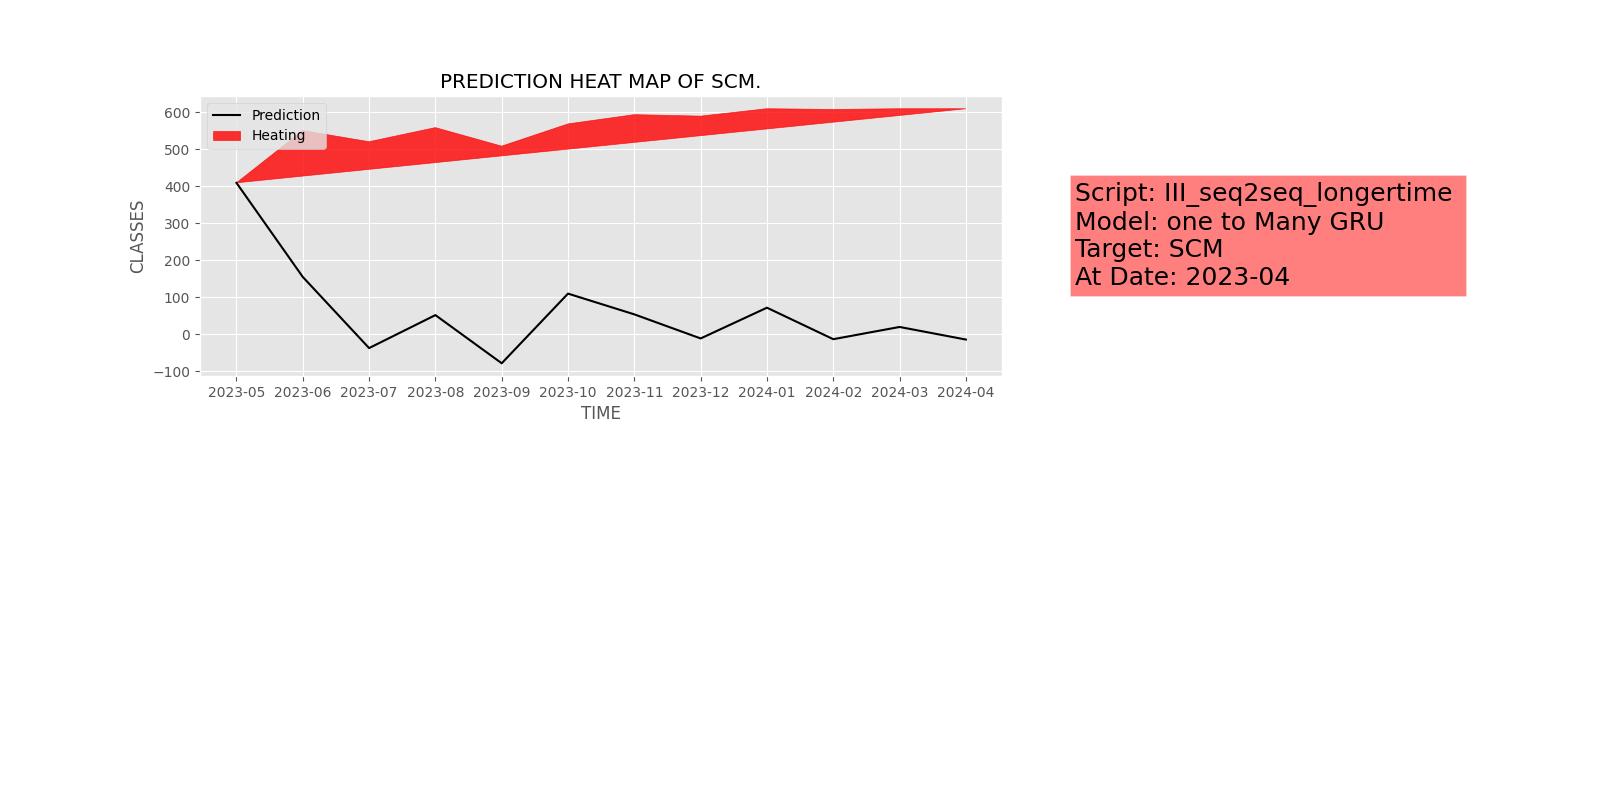 PREDICTION HEAT MAP OF SCM.
Prediction
Heating
CLASSES
600
500
400
300
200
100
0
−100
2023-05 2023-06 2023-07 2023-08 2023-09 2023-10 2023-11 2023-12 2024-01 2024-02 2024-03 2024-04
TIME
Script: III_seq2seq_longertime
Model: one to Many GRU
Target: SCM
At Date: 2023-04